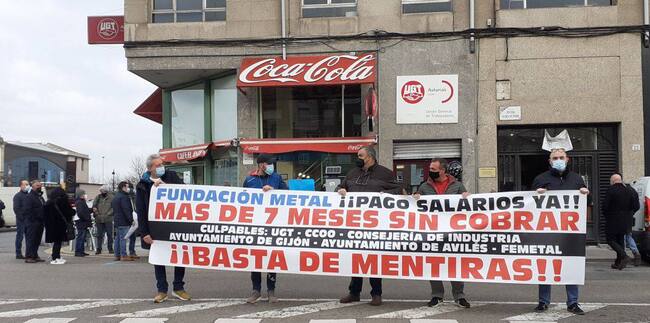 UGT
Coca-Cola
UGT
Asturias
CAFETERIA
FUNDACIÓN METAL ¡¡PAGO SALARIOS YA!!
MAS DE 7 MESES SIN COBRAR
CULPABLES: UGT - CCOO - CONSEJERÍA DE INDUSTRIA
AYUNTAMIENTO DE GIJÓN - AYUNTAMIENTO DE AVILÉS - FEMETAL
¡¡BASTA DE MENTIRAS!!